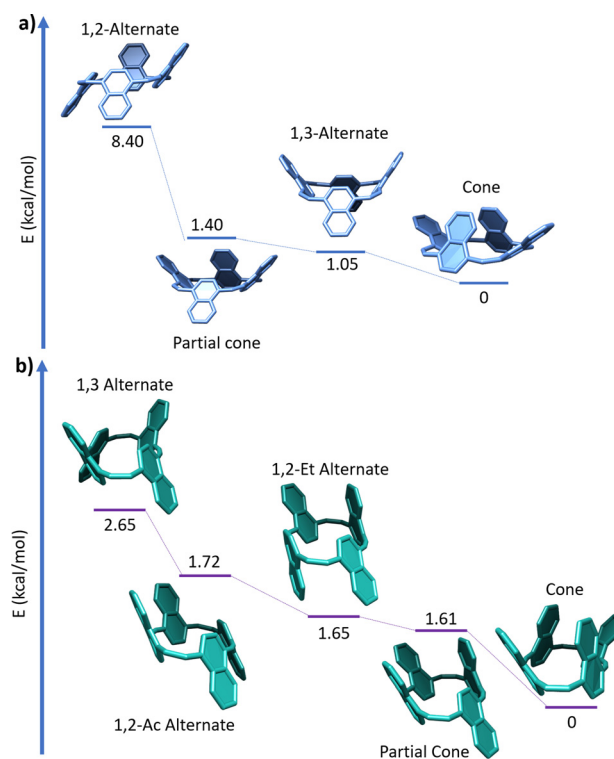 a)
1,2-Alternate
8.40
1,3-Alternate
Cone
1.40
1.05
0
Partial cone
E (kcal/mol)
b)
1,3 Alternate
2.65
1,2-Et Alternate
1.72
1.65
1.61
Cone
0
1,2-Ac Alternate
Partial Cone
E (kcal/mol)